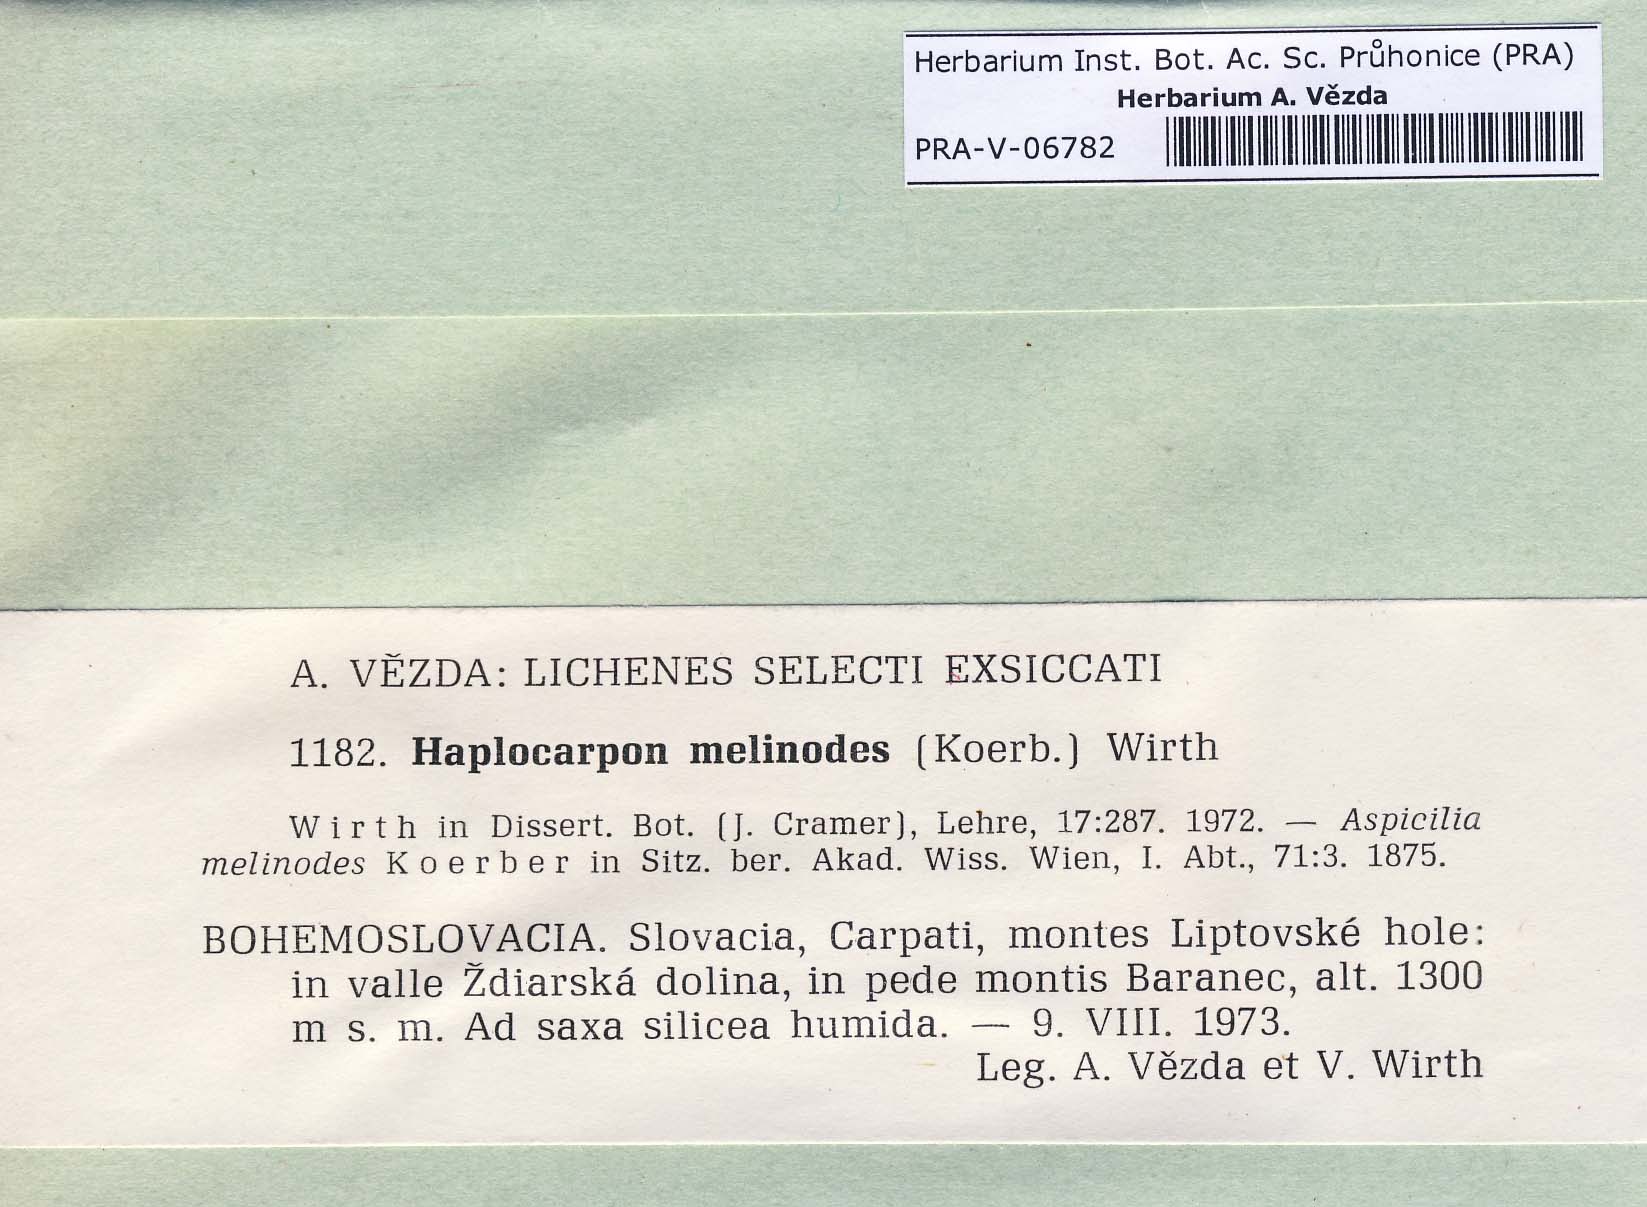 Herbarium Inst. Bot. Ac. Sc. Průhonice (PRA)
Herbarium A. Vězda
PRA-V-06782
A. VĚZDA: LICHENES SELECTI EXSICCATI
1182. Haplocarpon melinodes (Koerb.) Wirth
Wirth in Dissert. Bot. (J. Cramer), Lehre, 17:287. 1972. — Aspicilia
melinodes Koerber in Sitz. ber. Akad. Wiss. Wien, I. Abt., 71:3. 1875.
BOHEMOSLOVACIA. Slovacia, Carpati, montes Liptovské hole:
in valle Ždiarská dolina, in pede montis Baranec, alt. 1300
m s. m. Ad saxa silicea humida. — 9. VIII. 1973.
Leg. A. Vězda et V. Wirth